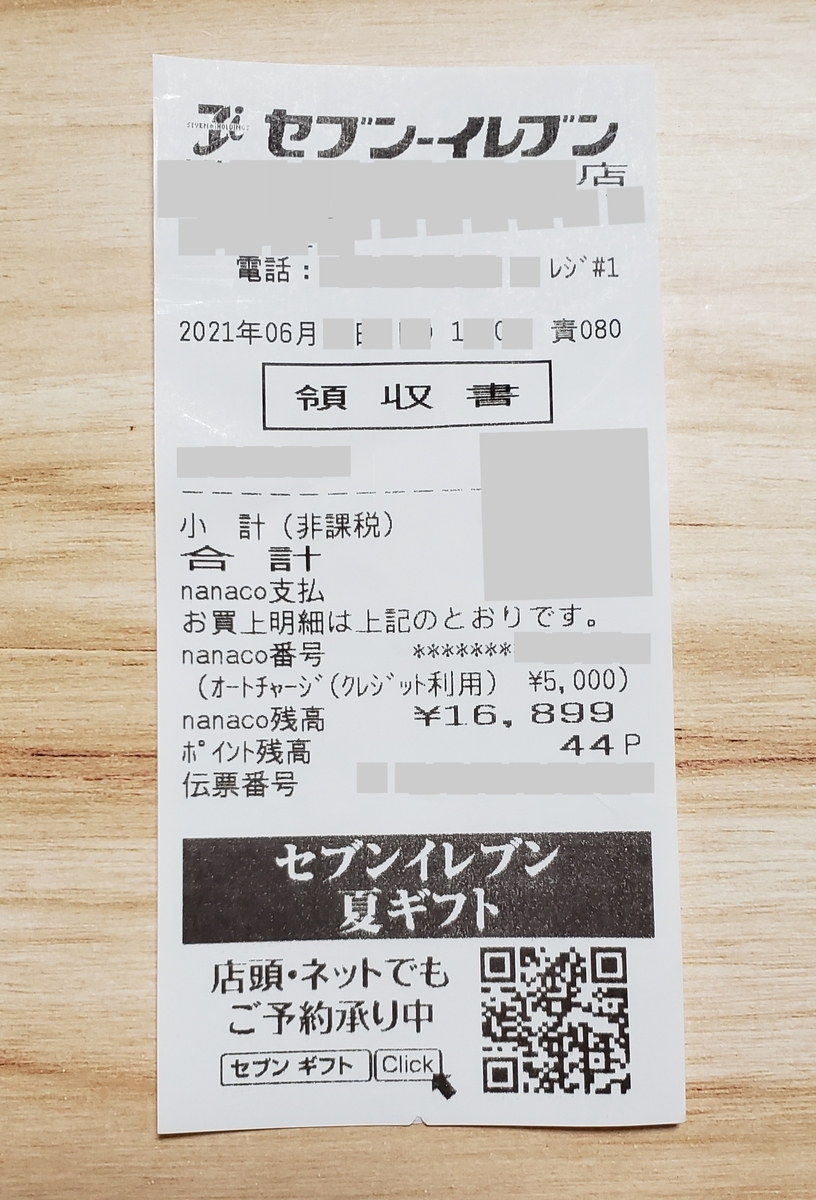 SEVEN&i HOLDINGS
セブン-イレブン
店
電話: レジ#1
2021年06月 責080
領収書
小 計(非課税)
合 計
nanaco支払
お買上明細は上記のとおりです。
nanaco番号 *******
(オートチャージ(クレジット利用) ¥5,000)
nanaco残高 ¥16,899
ポイント残高 44P
伝票番号
セブンイレブン
夏ギフト
店頭・ネットでも
ご予約承り中
セブン ギフト Click